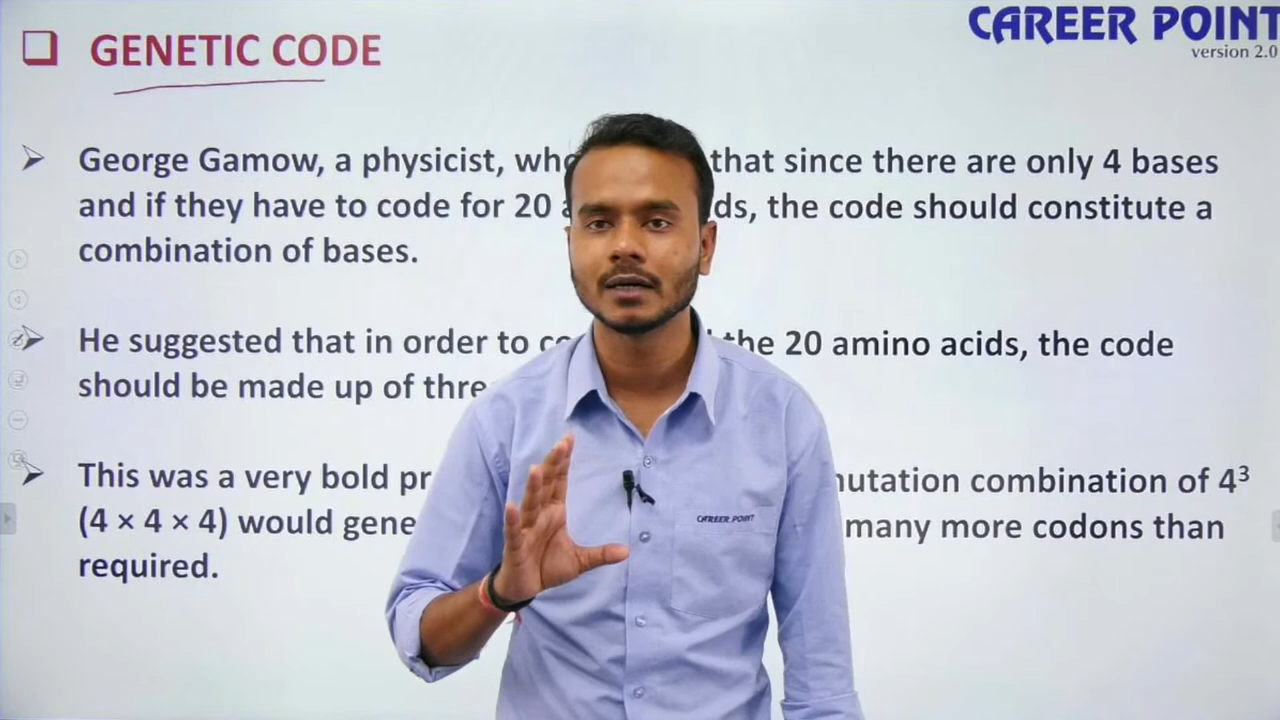 GENETIC CODE
CAREER POINT
version 2.0
George Gamow, a physicist, that since there are only 4 bases
and if they have to code for 20 the code should constitute a
combination of bases.
He suggested that in order to the 20 amino acids, the code
should be made up of
This was a very bold combination of 4³
(4 × 4 × 4) would many more codons than
required.
CAREER POINT